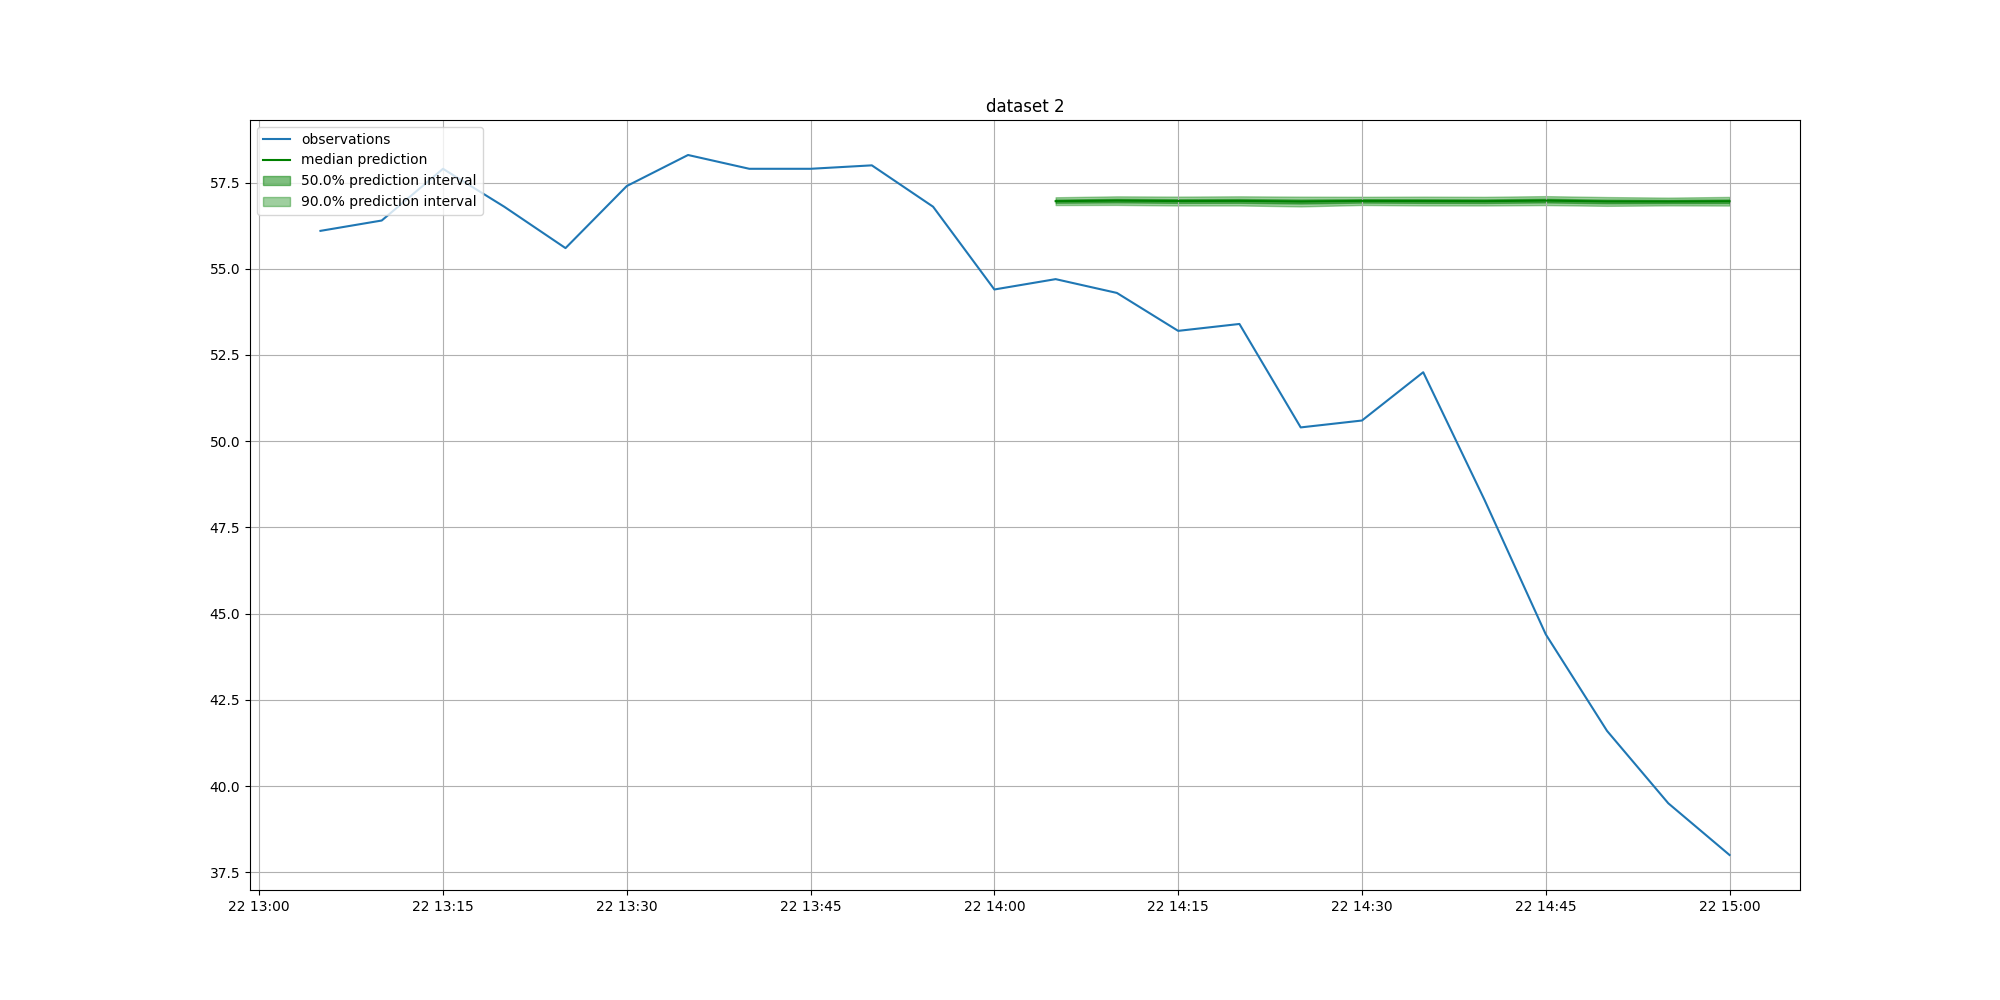 dataset 2
observations
median prediction
50.0% prediction interval
90.0% prediction interval
57.5
55.0
52.5
50.0
47.5
45.0
42.5
40.0
37.5
22 13:00 22 13:15 22 13:30 22 13:45 22 14:00 22 14:15 22 14:30 22 14:45 22 15:00